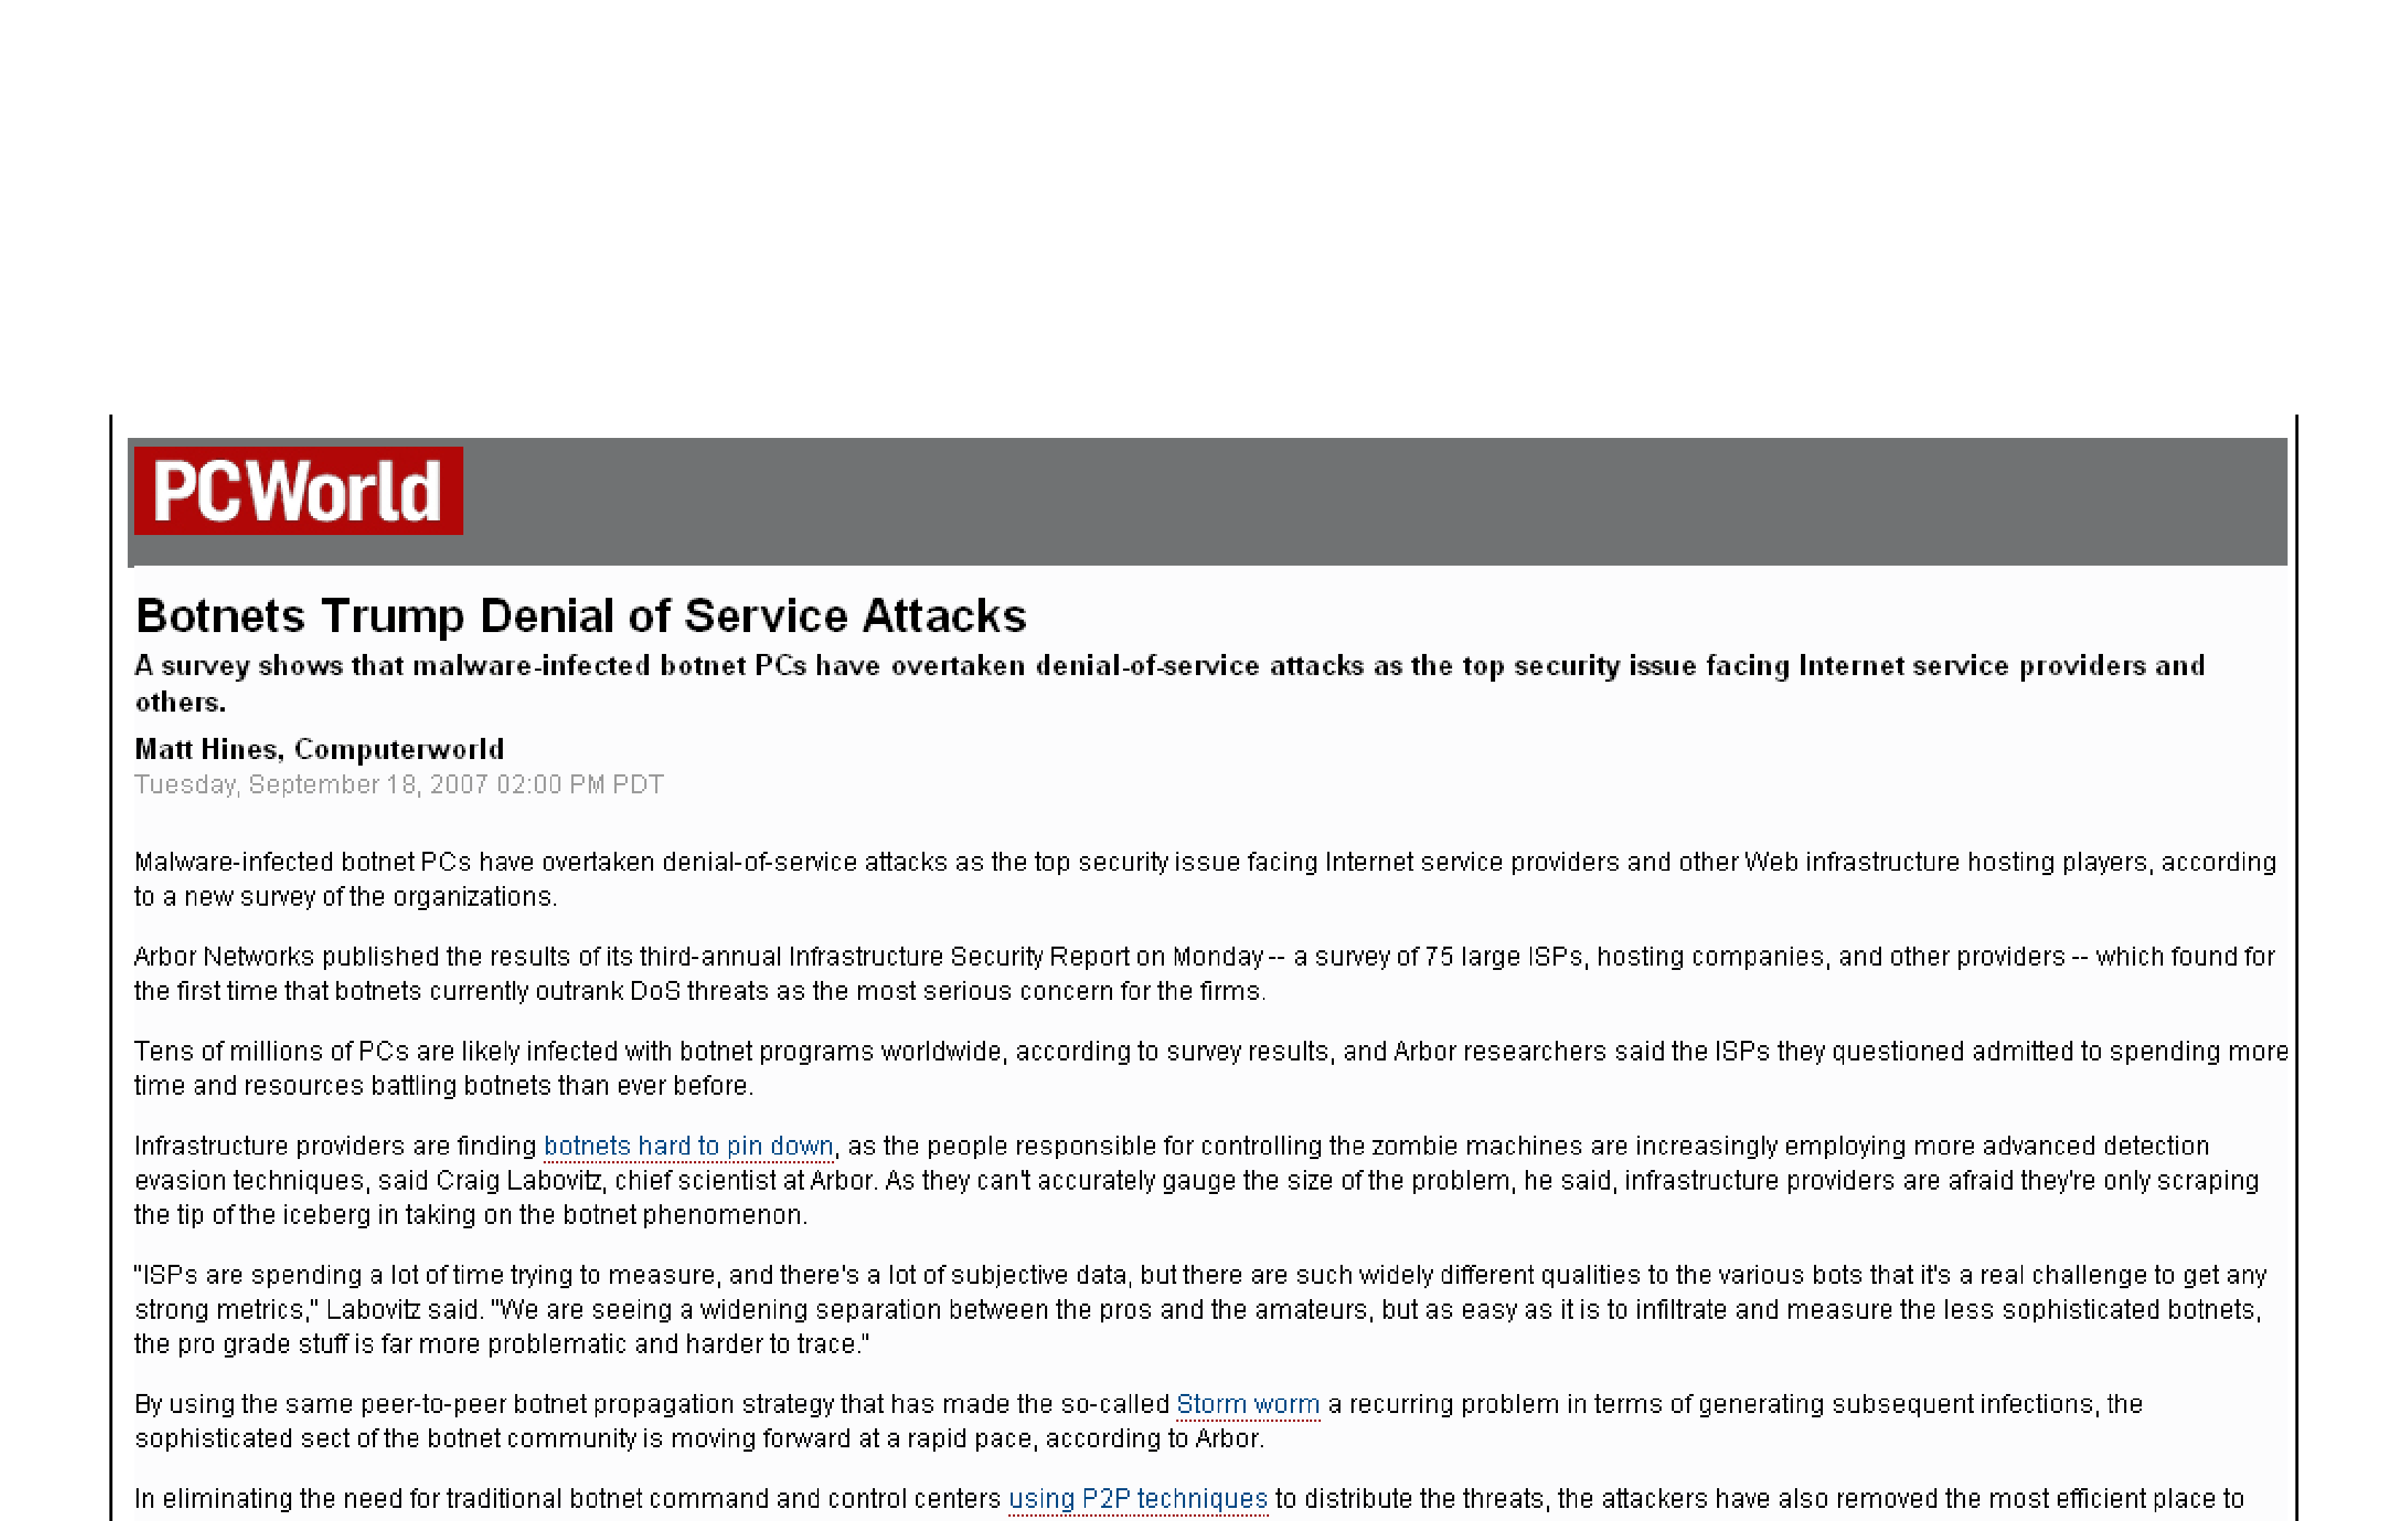 PCWorld
Botnets Trump Denial of Service Attacks
A survey shows that malware-infected botnet PCs have overtaken denial-of-service attacks as the top security issue facing Internet service providers and
others.
Matt Hines, Computerworld
Tuesday, September 18, 2007 02:00 PM PDT
Malware-infected botnet PCs have overtaken denial-of-service attacks as the top security issue facing Internet service providers and other Web infrastructure hosting players, according
to a new survey of the organizations.
Arbor Networks published the results of its third-annual Infrastructure Security Report on Monday -- a survey of 75 large ISPs, hosting companies, and other providers -- which found for
the first time that botnets currently outrank DoS threats as the most serious concern for the firms.
Tens of millions of PCs are likely infected with botnet programs worldwide, according to survey results, and Arbor researchers said the ISPs they questioned admitted to spending more
time and resources battling botnets than ever before.
Infrastructure providers are finding botnets hard to pin down, as the people responsible for controlling the zombie machines are increasingly employing more advanced detection
evasion techniques, said Craig Labovitz, chief scientist at Arbor. As they can't accurately gauge the size of the problem, he said, infrastructure providers are afraid they're only scraping
the tip of the iceberg in taking on the botnet phenomenon.
"ISPs are spending a lot of time trying to measure, and there's a lot of subjective data, but there are such widely different qualities to the various bots that it's a real challenge to get any
strong metrics," Labovitz said. "We are seeing a widening separation between the pros and the amateurs, but as easy as it is to infiltrate and measure the less sophisticated botnets,
the pro grade stuff is far more problematic and harder to trace."
By using the same peer-to-peer botnet propagation strategy that has made the so-called Storm worm a recurring problem in terms of generating subsequent infections, the
sophisticated sect of the botnet community is moving forward at a rapid pace, according to Arbor.
In eliminating the need for traditional botnet command and control centers using P2P techniques to distribute the threats, the attackers have also removed the most efficient place to